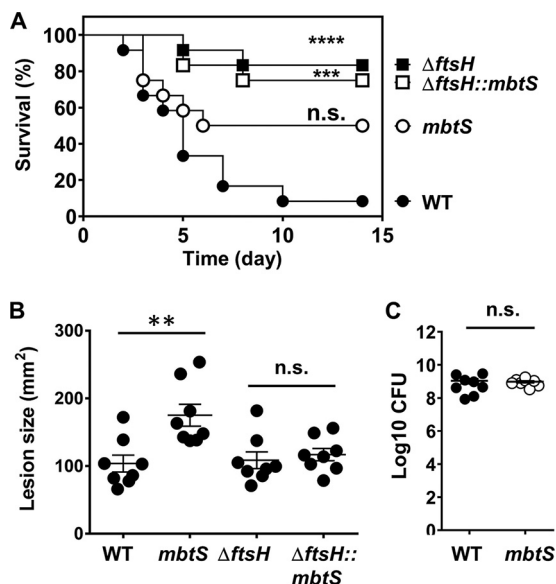 A
Survival (%)
100
80
60
40
20
0
0
5
10
15
Time (day)
****
***
n.s.
ΔftsH
ΔftsH::mbtS
mbtS
WT
B
Lesion size (mm²)
300
200
100
0
**
n.s.
WT
mbtS
ΔftsH
ΔftsH::
mbtS
C
Log10 CFU
12
10
8
6
4
2
0
n.s.
WT
mbtS